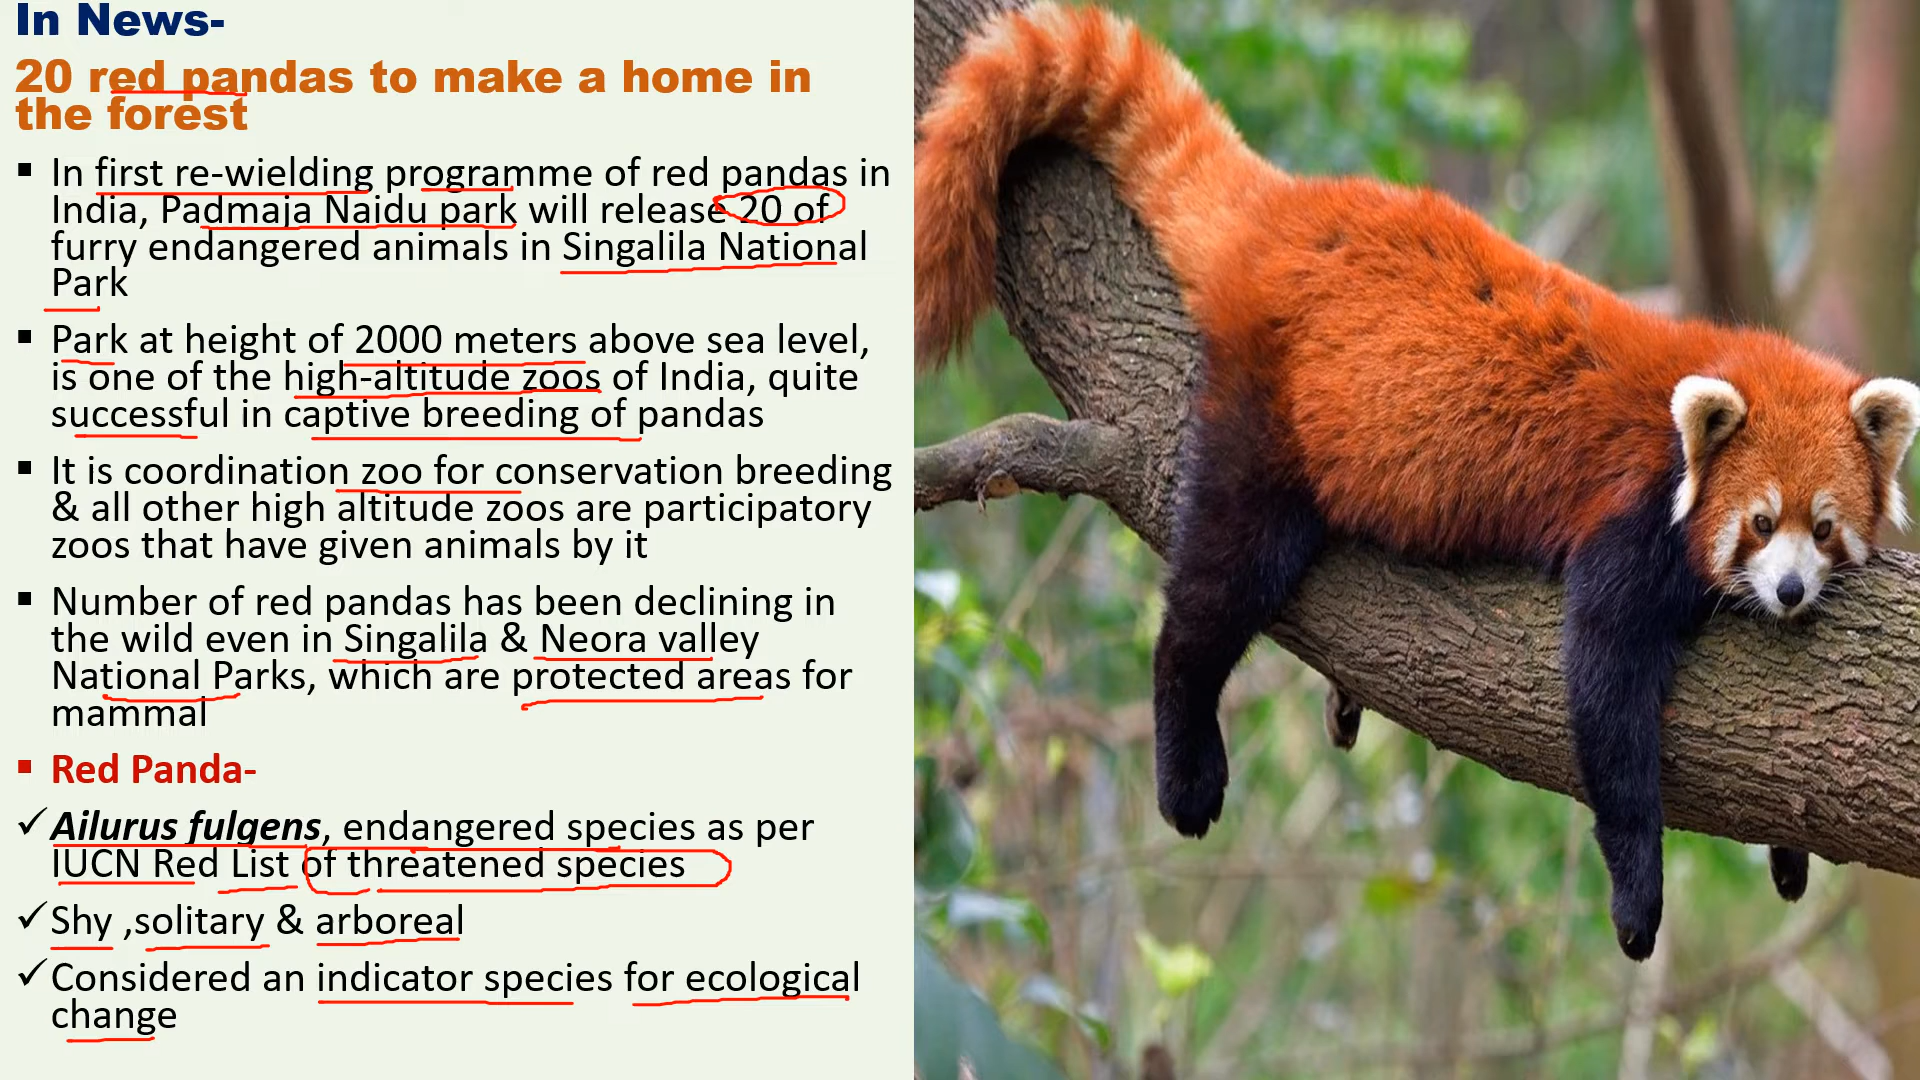 In News-
20 red pandas to make a home in
the forest
▪ In first re-wielding programme of red pandas in
India, Padmaja Naidu park will release 20 of
furry endangered animals in Singalila National
Park
▪ Park at height of 2000 meters above sea level,
is one of the high-altitude zoos of India, quite
successful in captive breeding of pandas
▪ It is coordination zoo for conservation breeding
& all other high altitude zoos are participatory
zoos that have given animals by it
▪ Number of red pandas has been declining in
the wild even in Singalila & Neora valley
National Parks, which are protected areas for
mammal
▪ Red Panda-
✓ Ailurus fulgens, endangered species as per
IUCN Red List of threatened species
✓ Shy ,solitary & arboreal
✓ Considered an indicator species for ecological
change